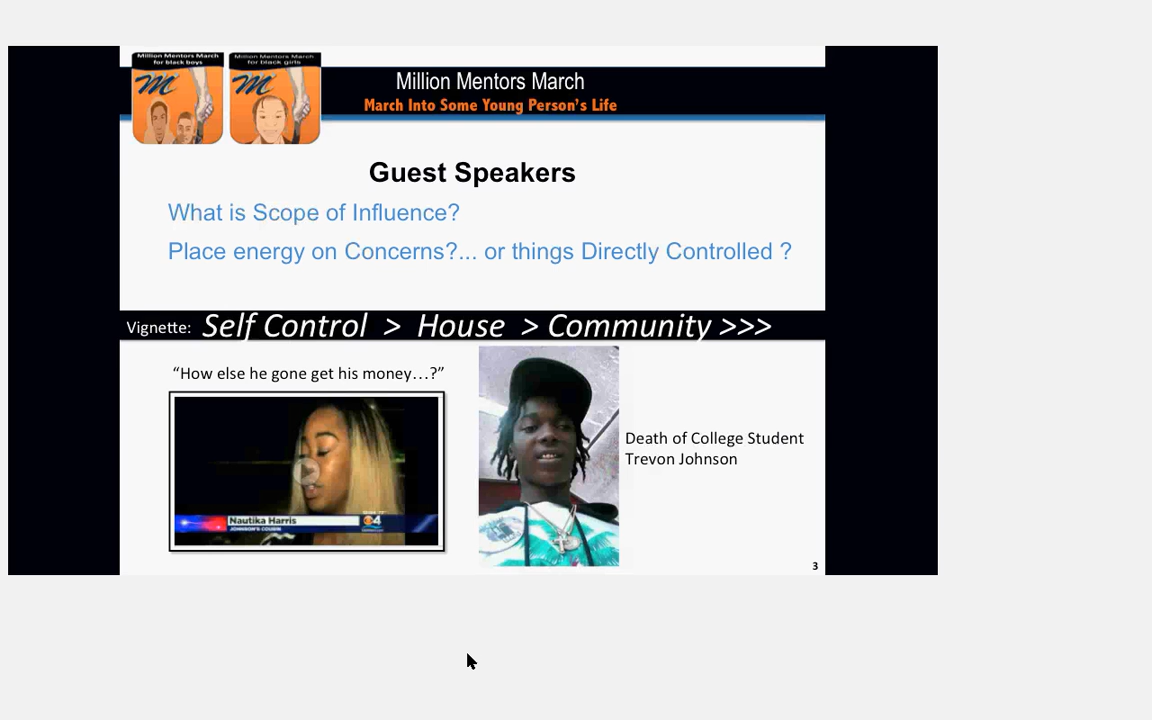 Million Mentors March
for black boys
Million Mentors March
for black girls
Million Mentors March
March Into Some Young Person's Life
Guest Speakers
What is Scope of Influence?
Place energy on Concerns?... or things Directly Controlled ?
Vignette: Self Control > House > Community >>>
“How else he gone get his money...?”
Nautika Harris
JOHNSON'S COUSIN
4
Death of College Student
Trevon Johnson
3